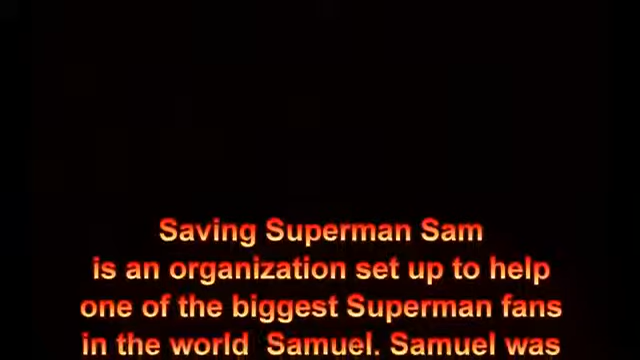 Saving Superman Sam
is an organization set up to help
one of the biggest Superman fans
in the world Samuel. Samuel was